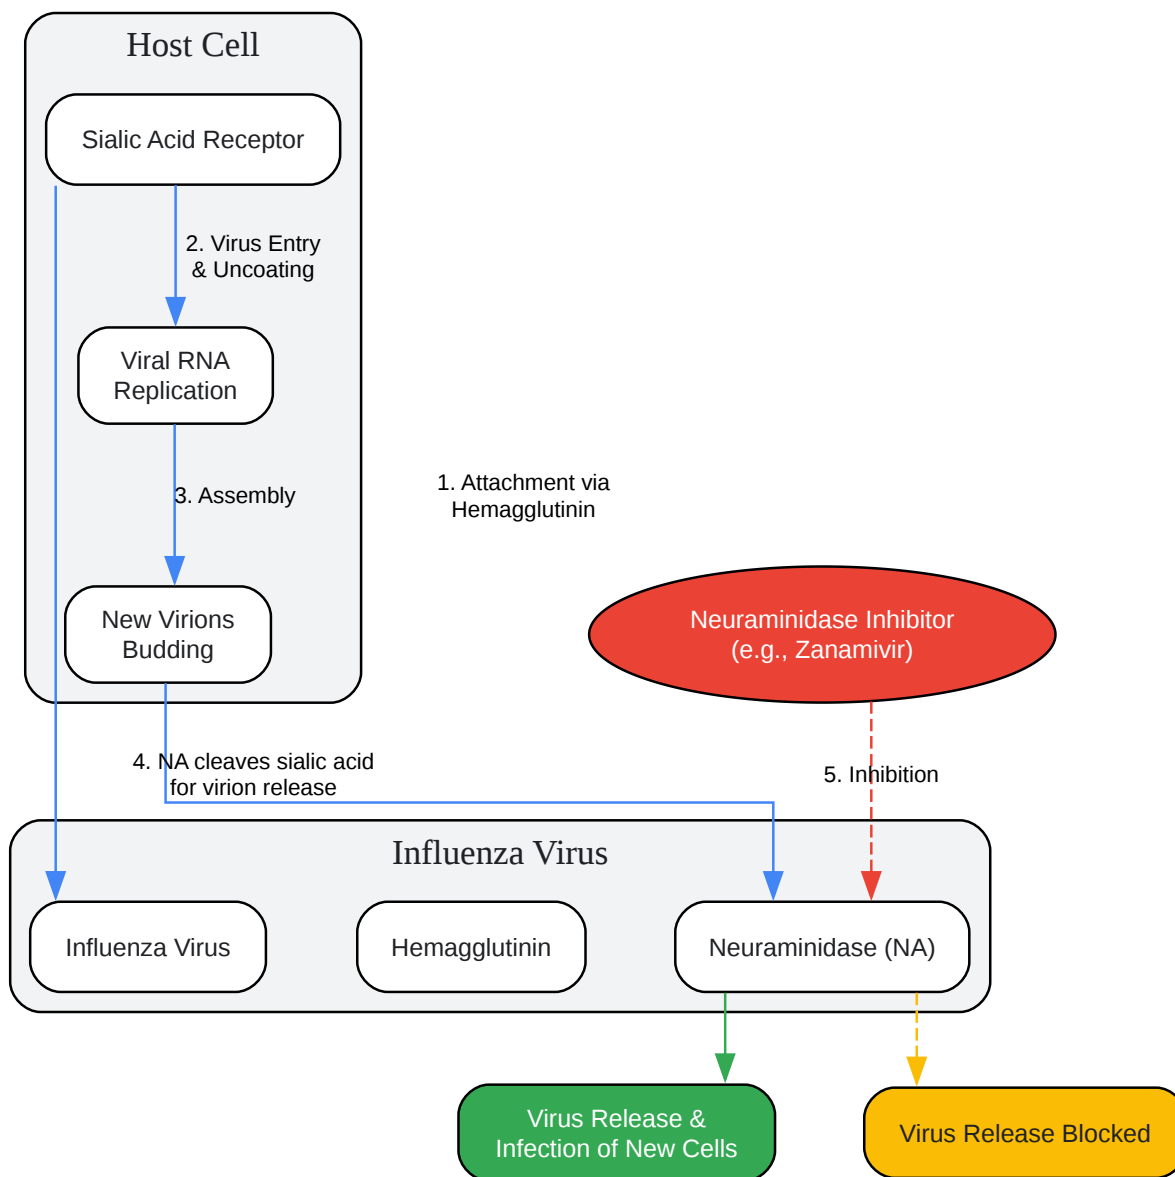 Host Cell
Sialic Acid Receptor
2. Virus Entry
& Uncoating
Viral RNA
Replication
3. Assembly
1. Attachment via
Hemagglutinin
New Virions
Budding
Neuraminidase Inhibitor
(e.g., Zanamivir)
4. NA cleaves sialic acid
for virion release
5. Inhibition
Influenza Virus
Influenza Virus
Hemagglutinin
Neuraminidase (NA)
Virus Release &
Infection of New Cells
Virus Release Blocked